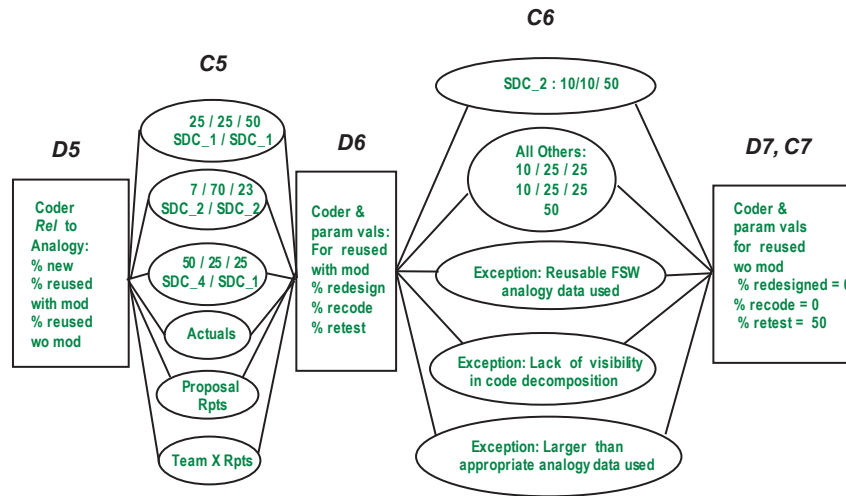 D5
Coder
Rel to
Analogy:
% new
% reused
with mod
% reused
wo mod
C5
25 / 25 / 50
SDC_1 / SDC_1
7 / 70 / 23
SDC_2 / SDC_2
50 / 25 / 25
SDC_4 / SDC_1
Actuals
Proposal
Rpts
Team X Rpts
D6
Coder &
param vals:
For reused
with mod
% redesign
% recode
% retest
C6
SDC_2 : 10/10/ 50
All Others:
10 / 25 / 25
10 / 25 / 25
50
Exception: Reusable FSW
analogy data used
Exception: Lack of visibility
in code decomposition
Exception: Larger than
appropriate analogy data used
D7, C7
Coder &
param vals
for reused
wo mod
% redesigned = 0
% recode = 0
% retest = 50